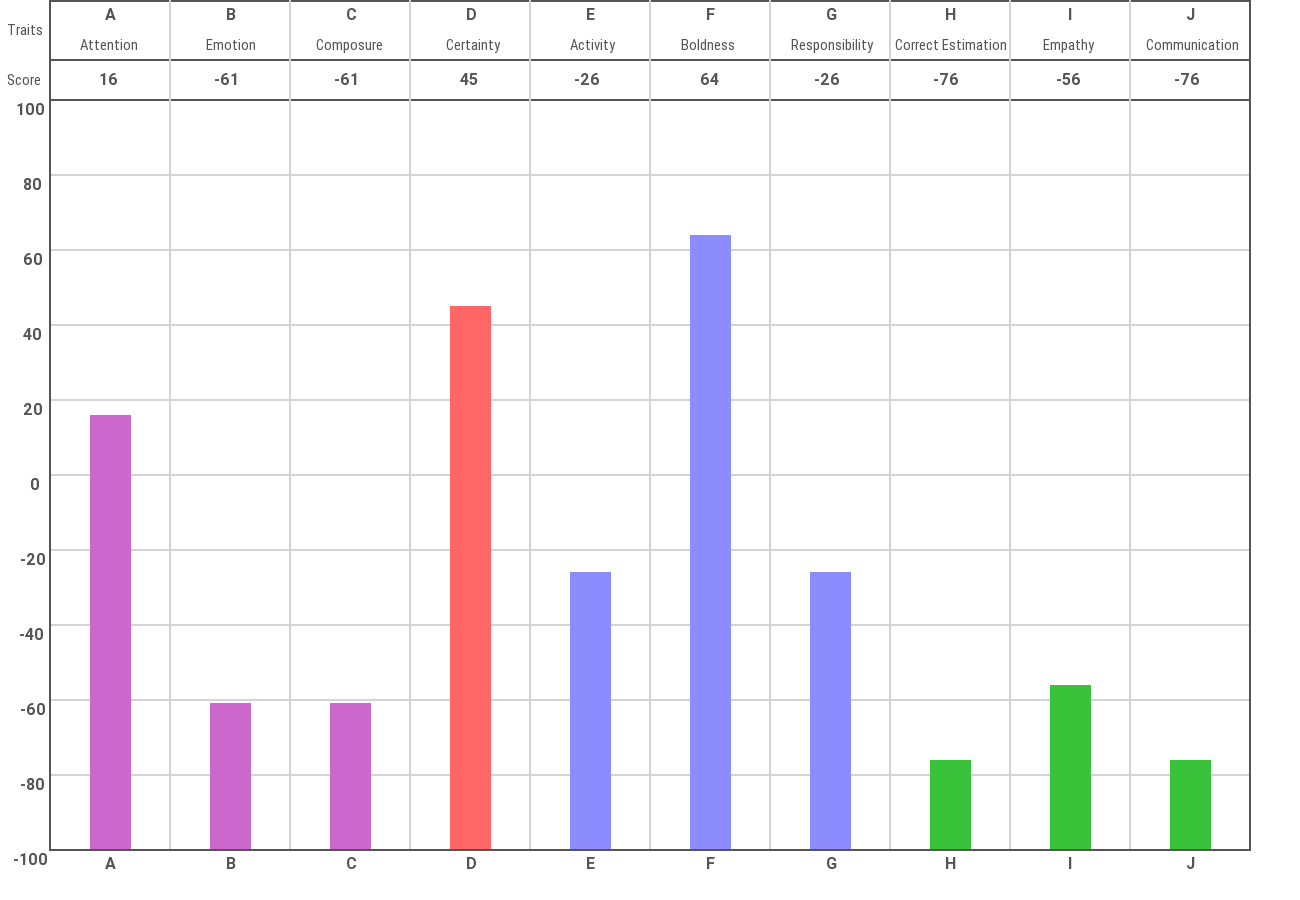 Traits A B C D E F G H I J
Attention Emotion Composure Certainty Activity Boldness Responsibility Correct Estimation Empathy Communication
Score 16 -61 -61 45 -26 64 -26 -76 -56 -76
100
80
60
40
20
0
-20
-40
-60
-80
-100
A B C D E F G H I J